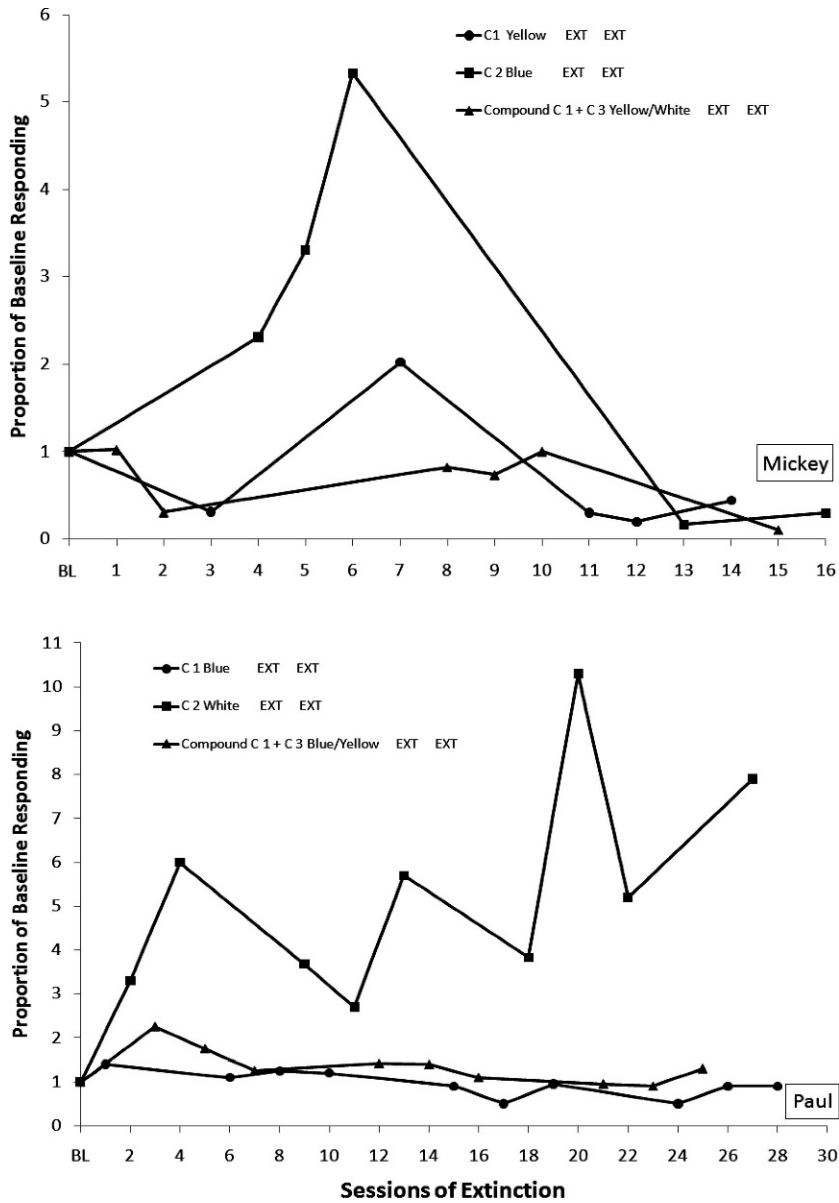 6
C1 Yellow EXT EXT
C 2 Blue EXT EXT
5
Compound C 1 + C 3 Yellow/White EXT EXT
4
3
2
1
0
Proportion of Baseline Responding
Mickey
BL 1 2 3 4 5 6 7 8 9 10 11 12 13 14 15 16
11
C 1 Blue EXT EXT
10
C 2 White EXT EXT
9
Compound C 1 + C 3 Blue/Yellow EXT EXT
8
7
6
5
4
3
2
1
0
Proportion of Baseline Responding
Paul
BL 2 4 6 8 10 12 14 16 18 20 22 24 26 28 30
Sessions of Extinction